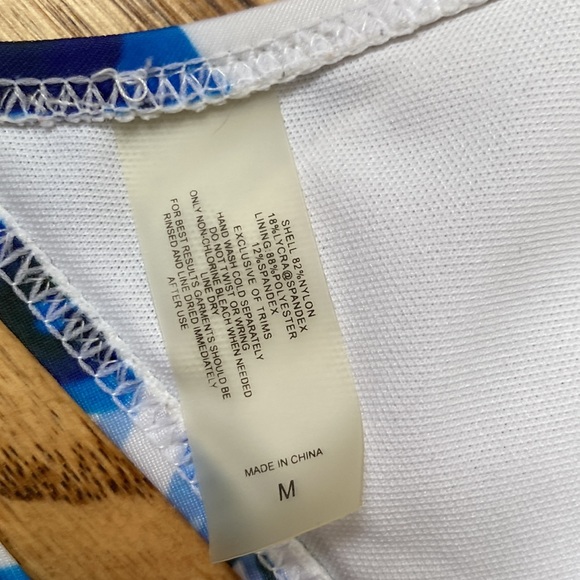 SHELL 82%NYLON
18%LYCRA@SPANDEX
LINING:88%POLYESTER
12%SPANDEX
EXCLUSIVE OF TRIMS
HAND WASH COLD SEPARATELY
DO NOT TWIST OR WRING
ONLY NON-CHLORINE BLEACH WHEN NEEDED
LINE DRY
FOR BEST RESULTS GARMENTS SHOULD BE
RINSED AND LINE DRIED IMMEDIATELY
AFTER USE
MADE IN CHINA
M